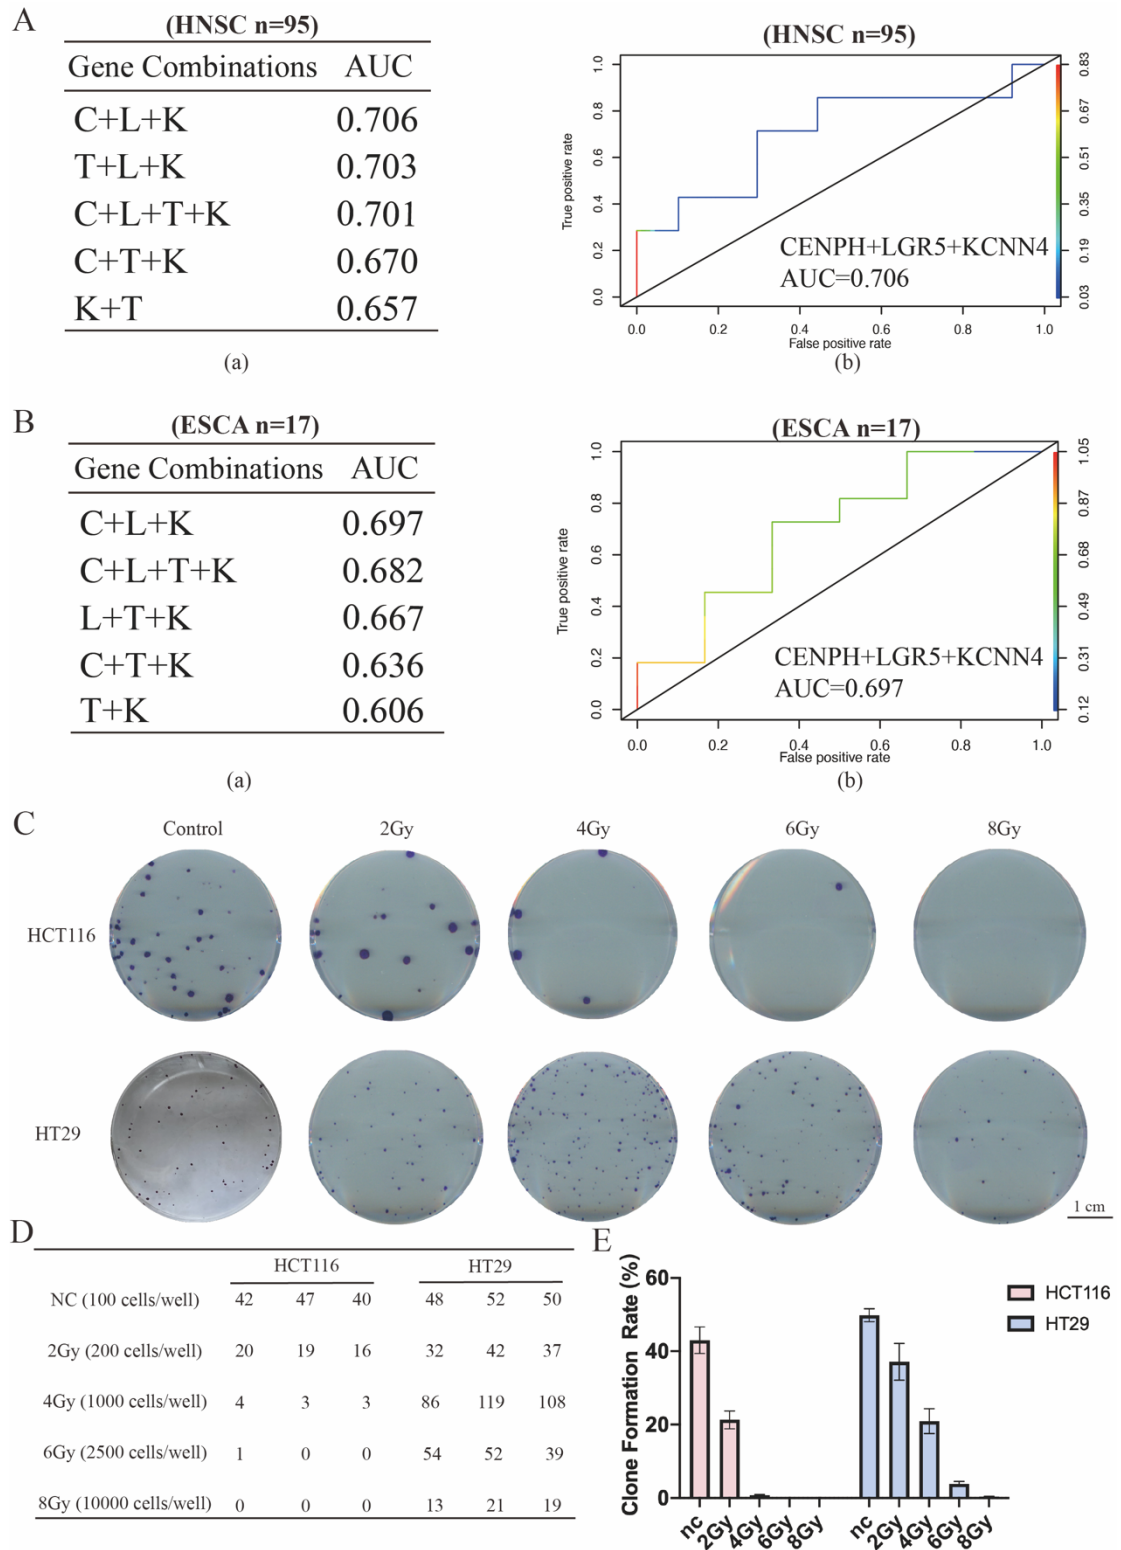 A
(HNSC n=95)
Gene Combinations AUC
C+L+K 0.706
T+L+K 0.703
C+L+T+K 0.701
C+T+K 0.670
K+T 0.657
(a)
(HNSC n=95)
True positive rate
0.0 0.2 0.4 0.6 0.8 1.0
0.03 0.19 0.35 0.51 0.67 0.83
CENPH+LGR5+KCNN4
AUC=0.706
0.0 0.2 0.4 0.6 0.8 1.0
False positive rate
(b)
B
(ESCA n=17)
Gene Combinations AUC
C+L+K 0.697
C+L+T+K 0.682
L+T+K 0.667
C+T+K 0.636
T+K 0.606
(a)
(ESCA n=17)
True positive rate
0.0 0.2 0.4 0.6 0.8 1.0
0.12 0.31 0.49 0.68 0.87 1.05
CENPH+LGR5+KCNN4
AUC=0.697
0.0 0.2 0.4 0.6 0.8 1.0
False positive rate
(b)
C
Control 2Gy 4Gy 6Gy 8Gy
HCT116
HT29
1 cm
D
HCT116 HT29
NC (100 cells/well) 42 47 40 48 52 50
2Gy (200 cells/well) 20 19 16 32 42 37
4Gy (1000 cells/well) 4 3 3 86 119 108
6Gy (2500 cells/well) 1 0 0 54 52 39
8Gy (10000 cells/well) 0 0 0 13 21 19
E
Clone Formation Rate (%)
60
40
20
0
nc 2Gy 4Gy 6Gy 8Gy nc 2Gy 4Gy 6Gy 8Gy
HCT116
HT29